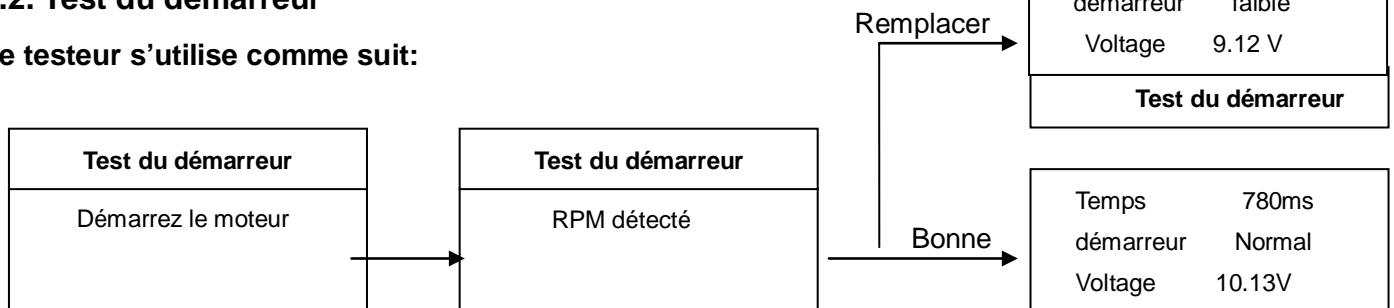 .2. Test du démarreur
e testeur s’utilise comme suit:
Remplacer
démarreur faible
Voltage 9.12 V
Test du démarreur
Test du démarreur
Démarrez le moteur
Test du démarreur
RPM détecté
Bonne
Temps 780ms
démarreur Normal
Voltage 10.13V